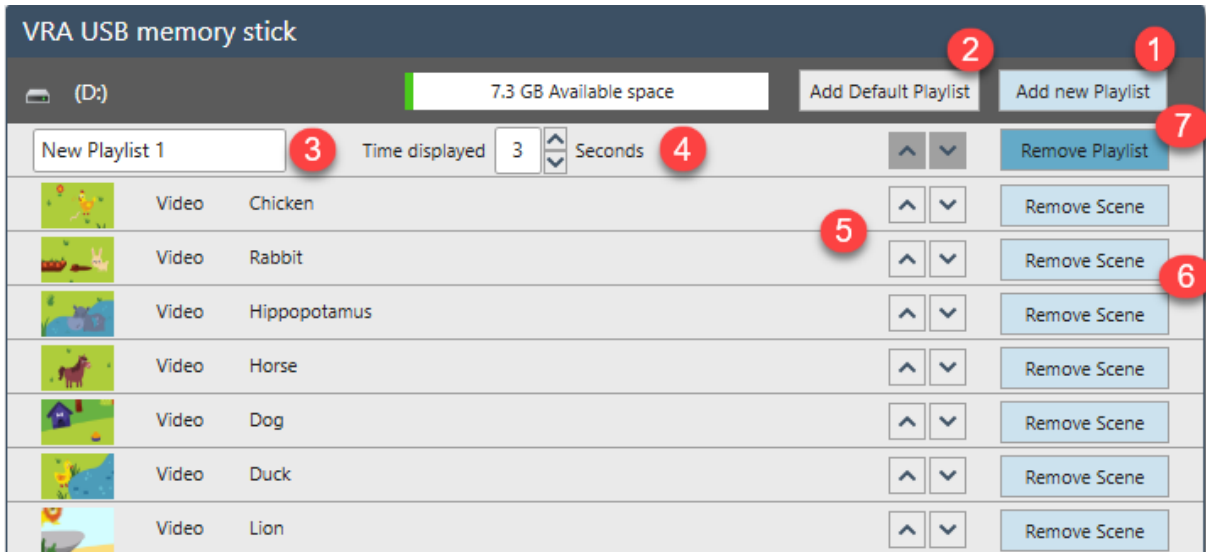 VRA USB memory stick
2 1
(D:) 7.3 GB Available space Add Default Playlist Add new Playlist
7
New Playlist 1 3 Time displayed 3 Seconds 4 Remove Playlist
Video Chicken Remove Scene
5
Video Rabbit Remove Scene
6
Video Hippopotamus Remove Scene
Video Horse Remove Scene
Video Dog Remove Scene
Video Duck Remove Scene
Video Lion Remove Scene